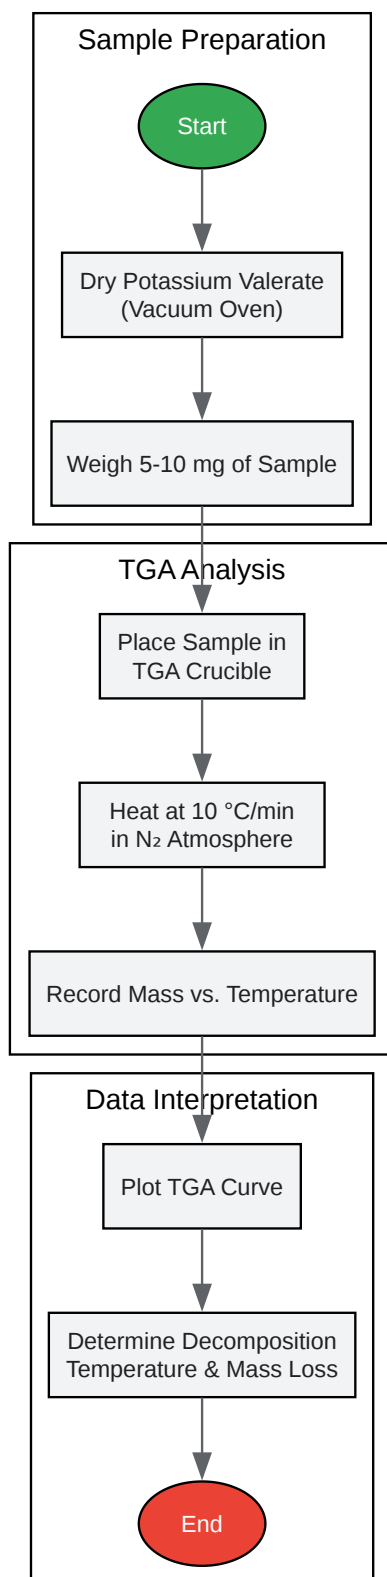 Sample Preparation
Start
Dry Potassium Valerate
(Vacuum Oven)
Weigh 5-10 mg of Sample
TGA Analysis
Place Sample in
TGA Crucible
Heat at 10 °C/min
in N₂ Atmosphere
Record Mass vs. Temperature
Data Interpretation
Plot TGA Curve
Determine Decomposition
Temperature & Mass Loss
End